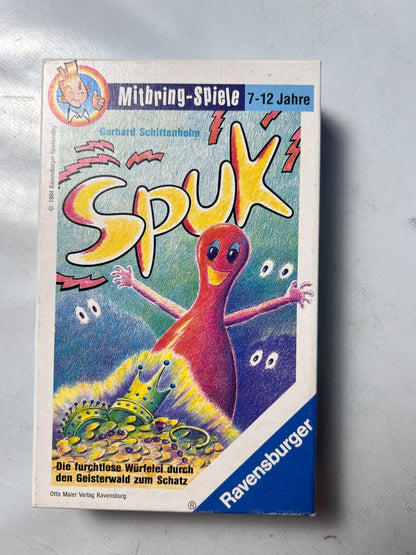 Mitbring-Spiele
7-12 Jahre
Gerhard Schittenhelm
© 1994 Ravensburger Spieleverlag
Spuk
Die furchtlose Würfelei durch
den Geisterwald zum Schatz
Otto Maier Verlag Ravensburg
Ravensburger
®